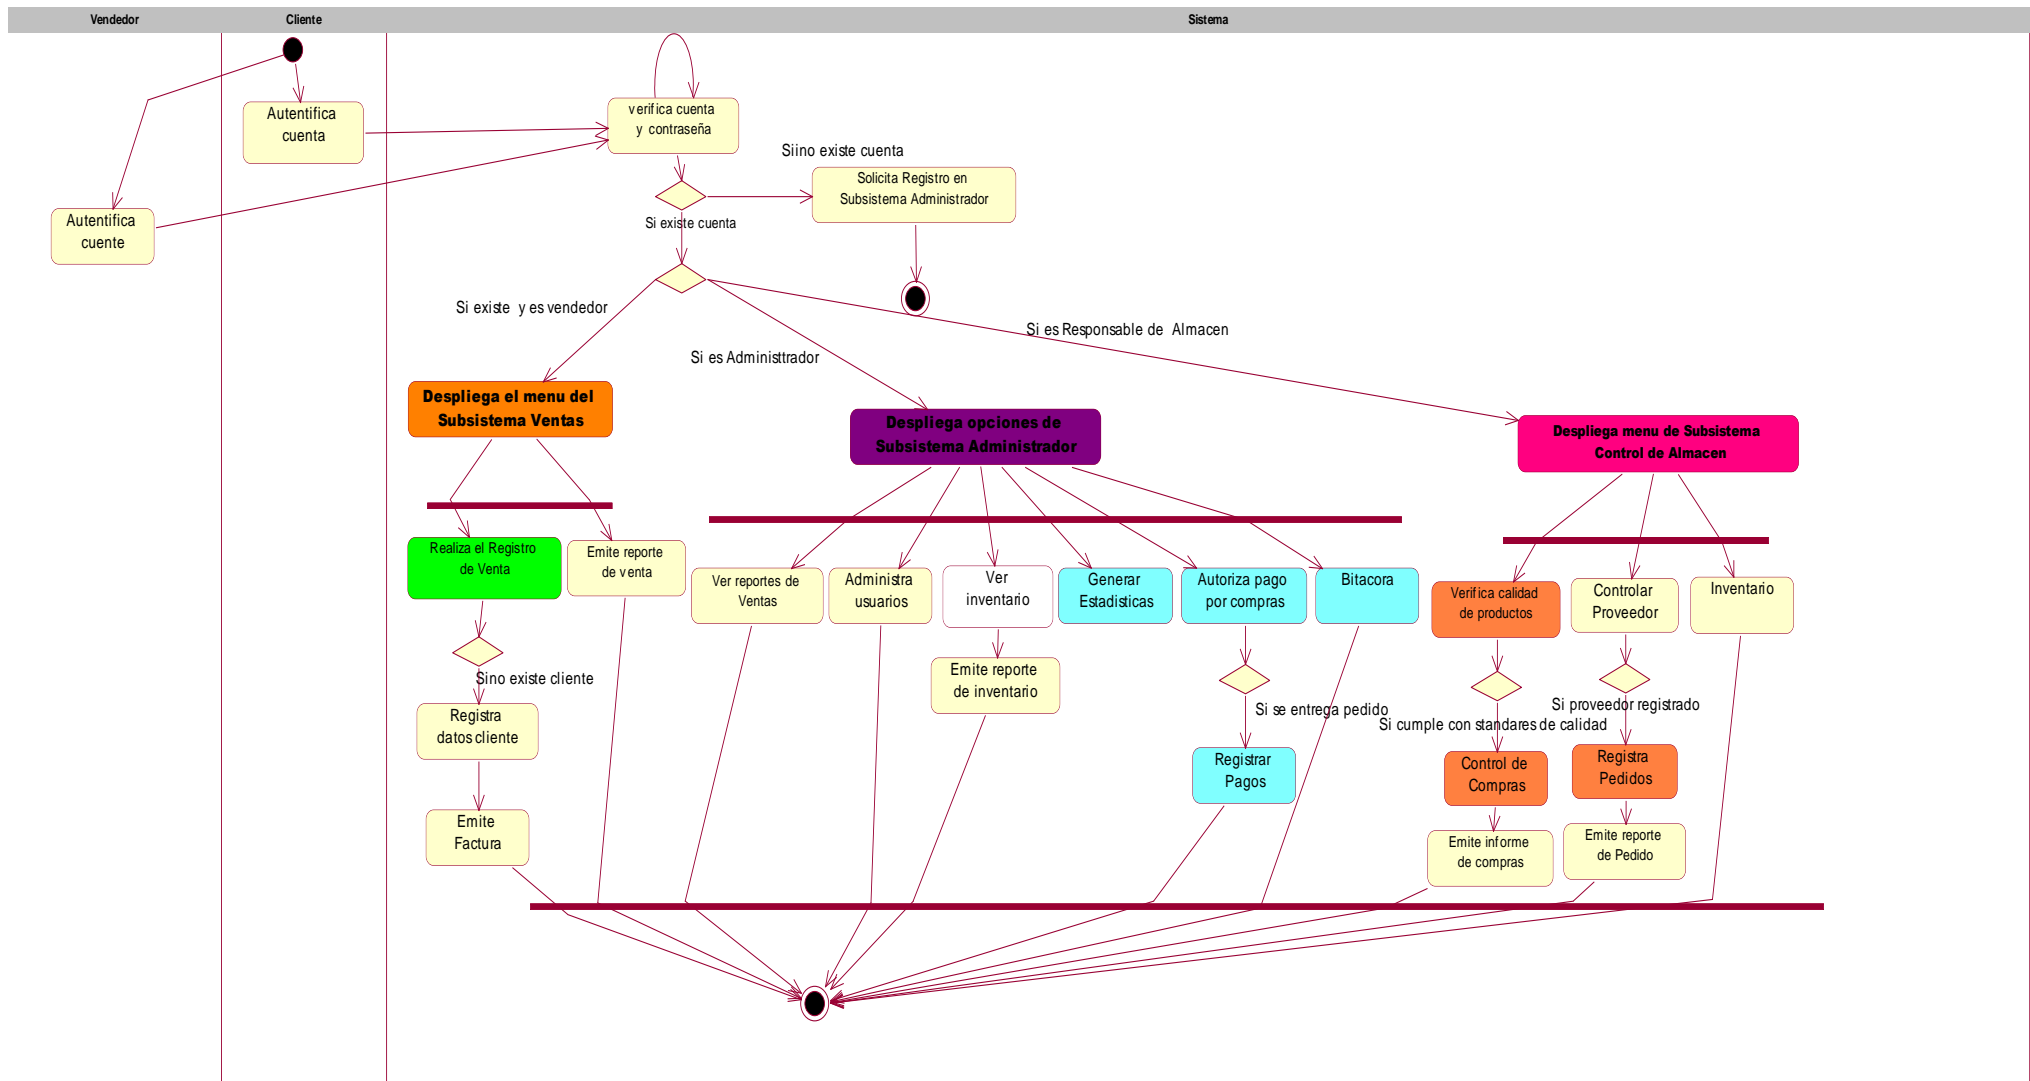 Vendedor
Cliente
Sistema
Autentifica
cuenta
verifica cuenta
y contraseña
Siino existe cuenta
Solicita Registro en
Subsistema Administrador
Autentifica
cuente
Si existe cuenta
Si existe y es vendedor
Si es Responsable de Almacen
Si es Administtrador
Despliega el menu del
Subsistema Ventas
Despliega opciones de
Subsistema Administrador
Despliega menu de Subsistema
Control de Almacen
Realiza el Registro
de Venta
Emite reporte
de venta
Ver reportes de
Ventas
Administra
usuarios
Ver
inventario
Generar
Estadisticas
Autoriza pago
por compras
Bitacora
Verifica calidad
de productos
Controlar
Proveedor
Inventario
Sino existe cliente
Emite reporte
de inventario
Si se entrega pedido
Si proveedor registrado
Si cumple con standares de calidad
Registra
datos cliente
Registrar
Pagos
Control de
Compras
Registra
Pedidos
Emite
Factura
Emite informe
de compras
Emite reporte
de Pedido